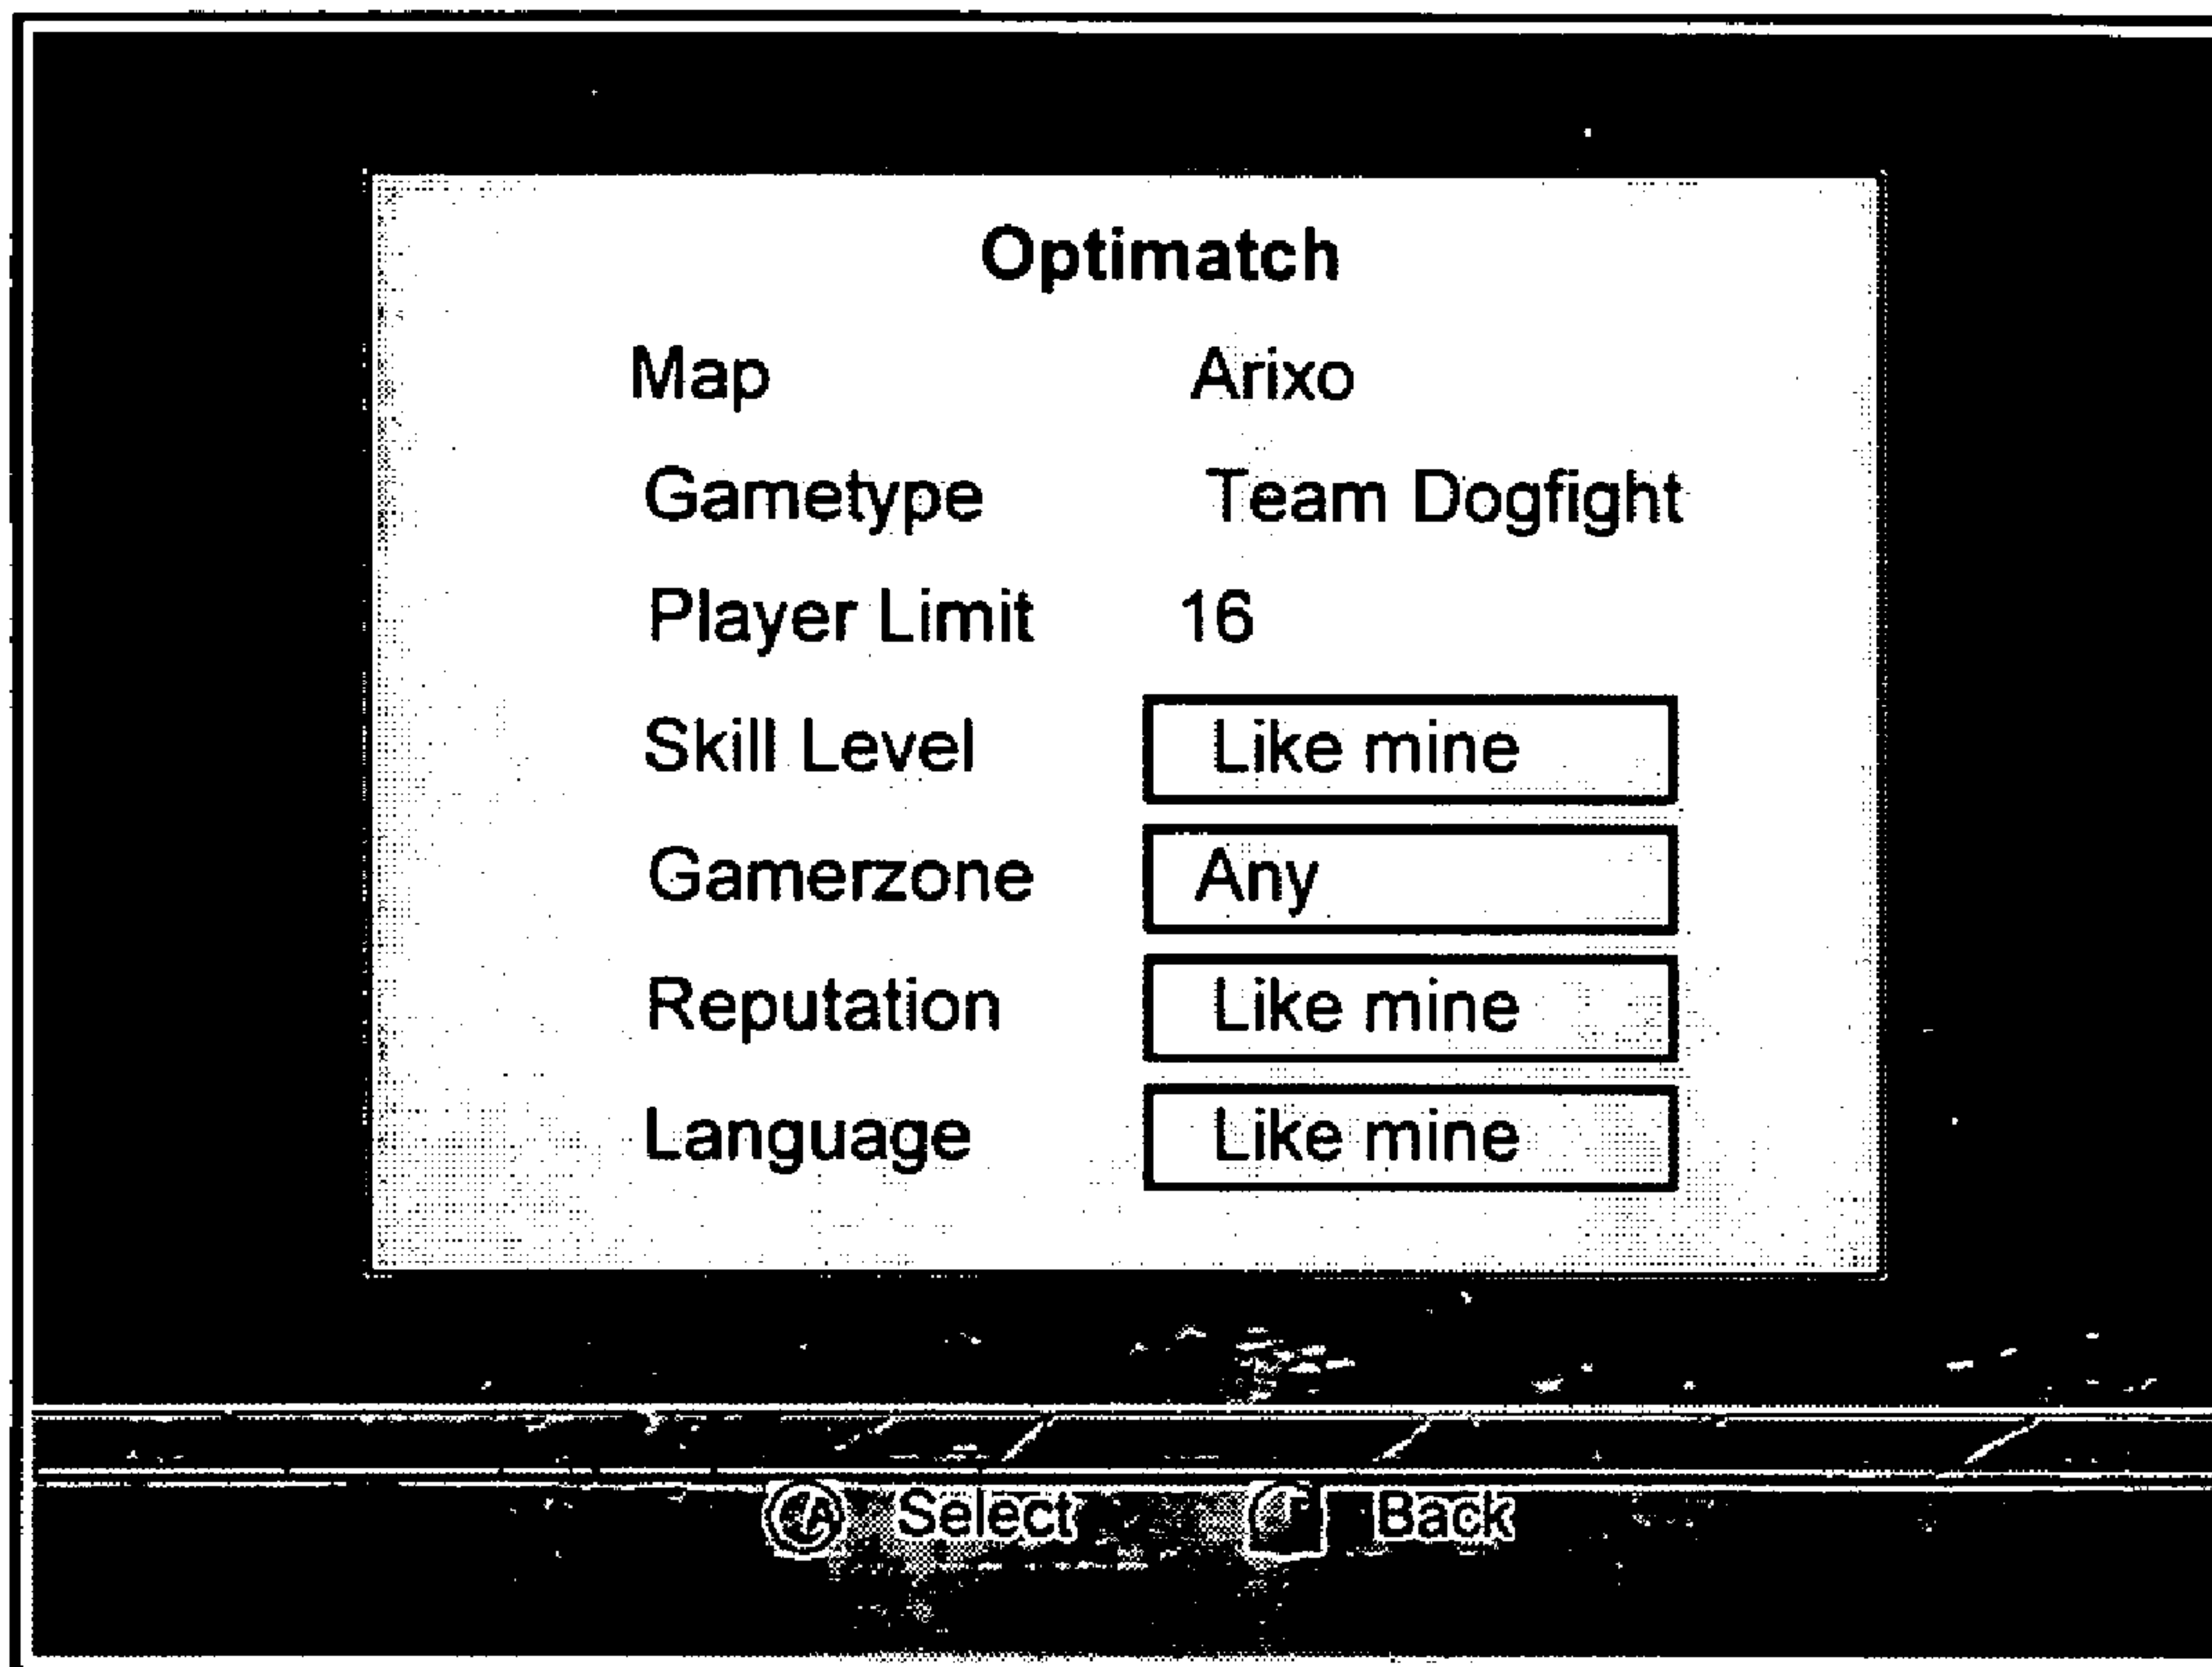 Optimatch
Map Arixo
Gametype Team Dogfight
Player Limit 16
Skill Level Like mine
Gamerzone Any
Reputation Like mine
Language Like mine
A Select Back